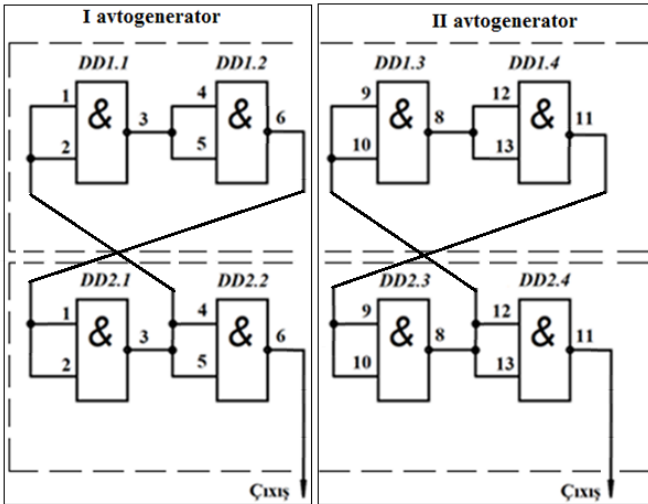 I avtogenerator
II avtogenerator
DD1.1
DD1.2
DD1.3
DD1.4
1
2
&
3
4
5
&
6
9
10
&
8
12
13
&
11
DD2.1
DD2.2
DD2.3
DD2.4
1
2
&
3
4
5
&
6
9
10
&
8
12
13
&
11
Çıxış
Çıxış